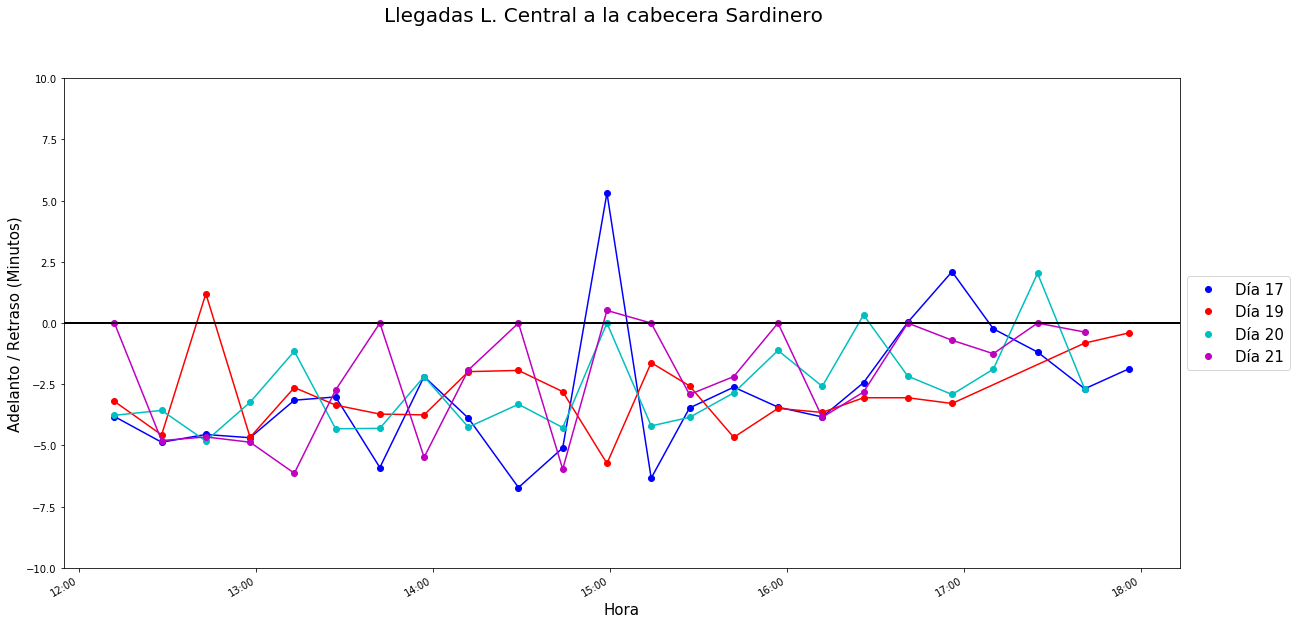 Llegadas L. Central a la cabecera Sardinero
10.0
7.5
5.0
2.5
0.0
−2.5
−5.0
−7.5
−10.0
Adelanto / Retraso (Minutos)
12:00
13:00
14:00
15:00
16:00
17:00
18:00
Hora
Día 17
Día 19
Día 20
Día 21